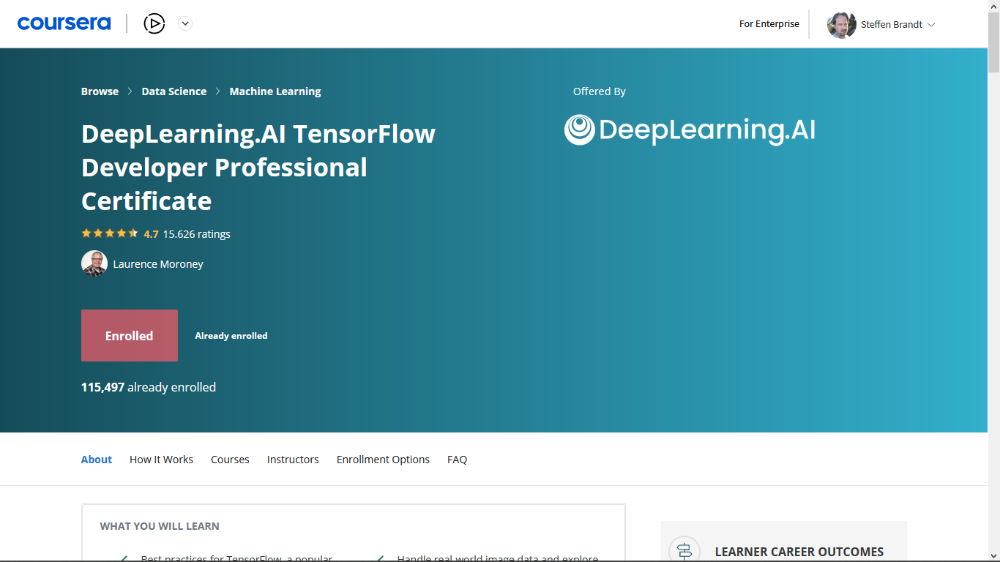 coursera
For Enterprise
Steffen Brandt
Browse
Data Science
Machine Learning
Offered By
DeepLearning.AI
DeepLearning.AI TensorFlow
Developer Professional
Certificate
4.7 15.626 ratings
Laurence Moroney
Enrolled
Already enrolled
115,497 already enrolled
About
How It Works
Courses
Instructors
Enrollment Options
FAQ
WHAT YOU WILL LEARN
Best practices for TensorFlow, a popular
Handle real-world image data and explore
LEARNER CAREER OUTCOMES